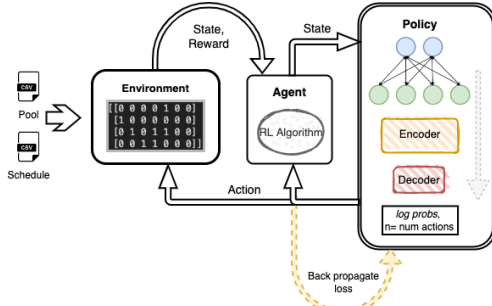 State,
Reward
State
Policy
CSV
Pool
CSV
Schedule
Environment
[[0 0 0 0 1 0 0]
[1 0 0 0 0 0 0]
[0 1 0 1 1 0 0]
[0 0 1 1 0 0 0]]
Agent
RL Algorithm
Encoder
Decoder
log probs,
n= num actions
Action
Back propagate
loss